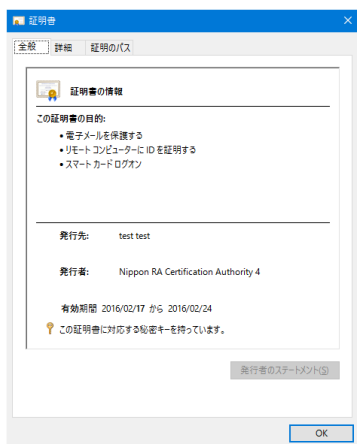 証明書
全般
詳細
証明のパス
証明書の情報
この証明書の目的:
• 電子メールを保護する
• リモート コンピューターに ID を証明する
• スマート カード ログオン
発行先: test test
発行者: Nippon RA Certification Authority 4
有効期間 2016/02/17 から 2016/02/24
この証明書に対応する秘密キーを持っています。
発行者のステートメント(S)
OK